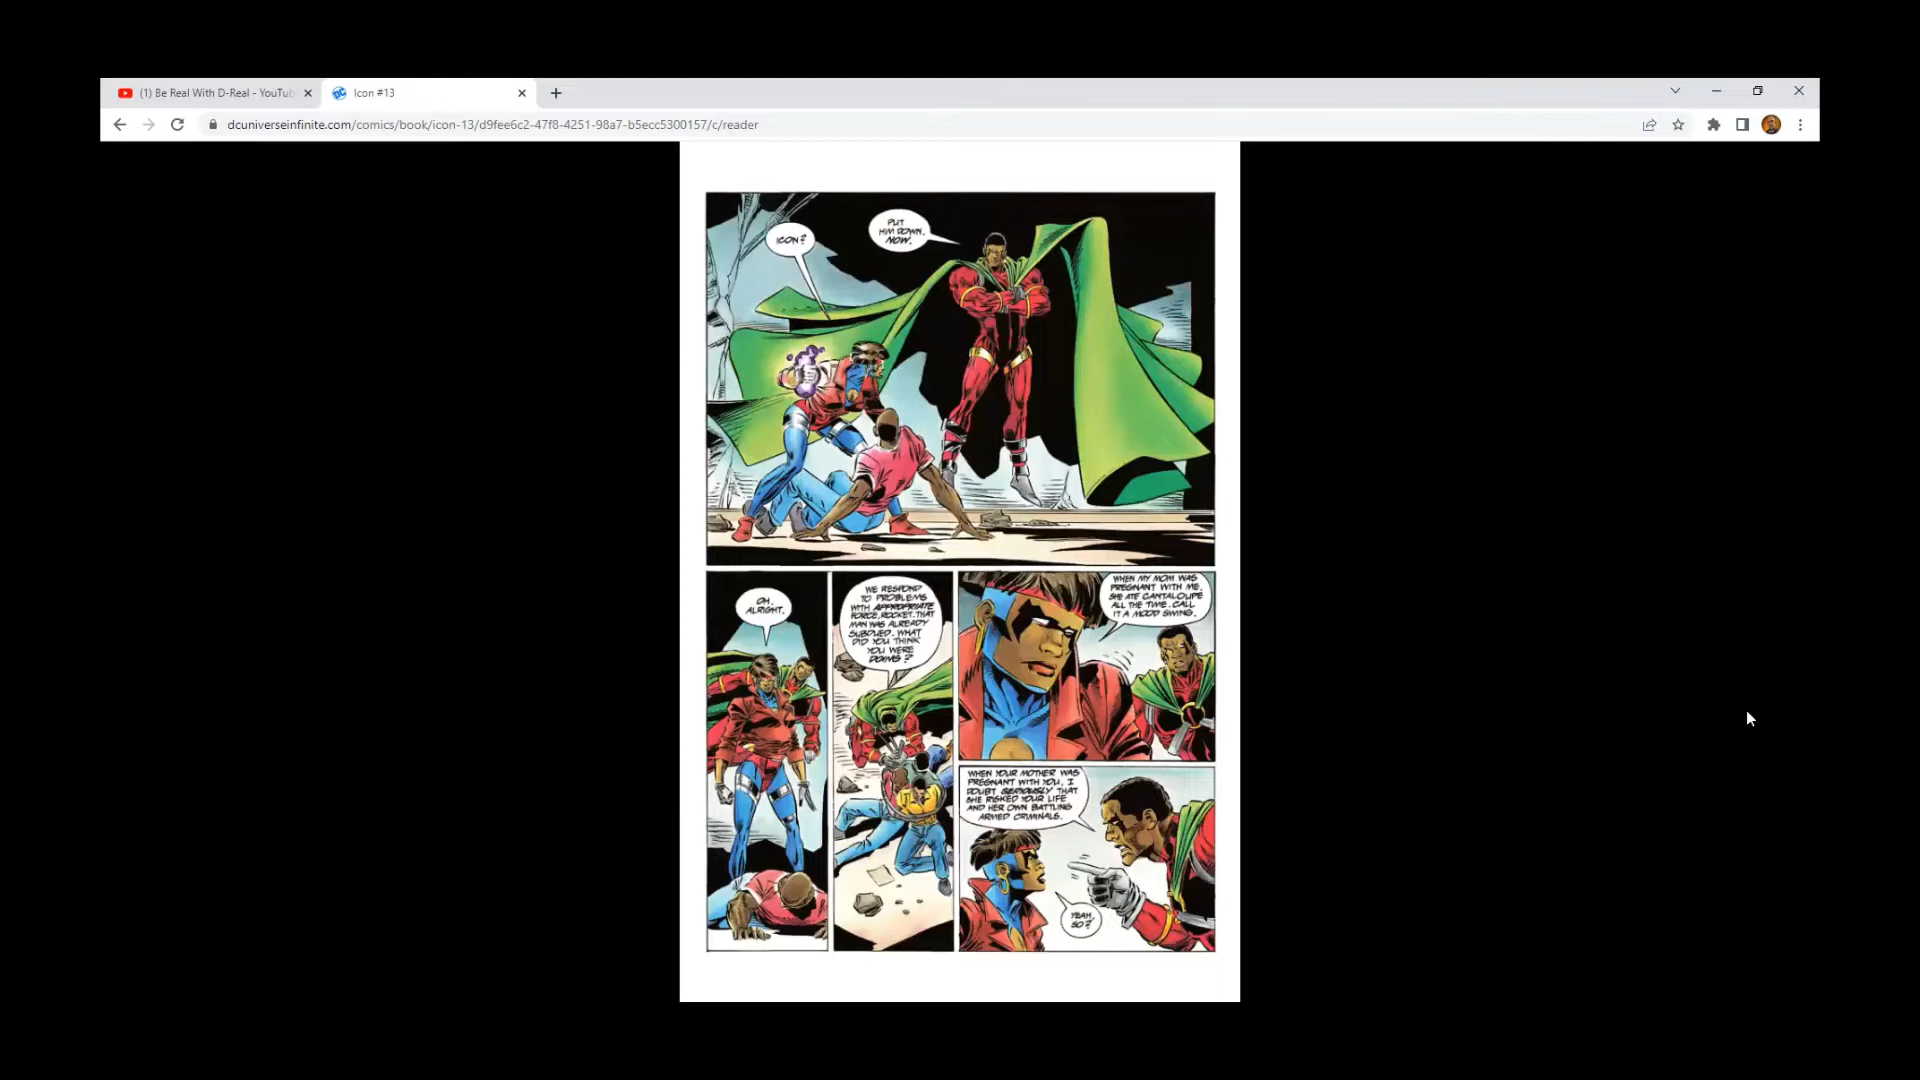 (1) Be Real With D-Real - YouTub
Icon #13
dcuniverseinfinite.com/comics/book/icon-13/d9fee6c2-47f8-4251-98a7-b5ecc5300157/c/reader
ICON?
PUT
HIM DOWN.
NOW.
OH.
ALRIGHT.
WE RESPOND
TO PROBLEMS
WITH APPROPRIATE
FORCE, ROCKET. THAT
MAN WAS ALREADY
SUBDUED. WHAT
DID YOU THINK
YOU WERE
DOING?
WHEN MY MOM WAS
PREGNANT WITH ME,
SHE ATE CANTALOUPE
ALL THE TIME. CALL
IT A MOOD SWING.
WHEN YOUR MOTHER WAS
PREGNANT WITH YOU, I
DOUBT SERIOUSLY THAT
SHE RISKED YOUR LIFE
AND HER OWN BATTLING
ARMED CRIMINALS.
YEAH,
SO?